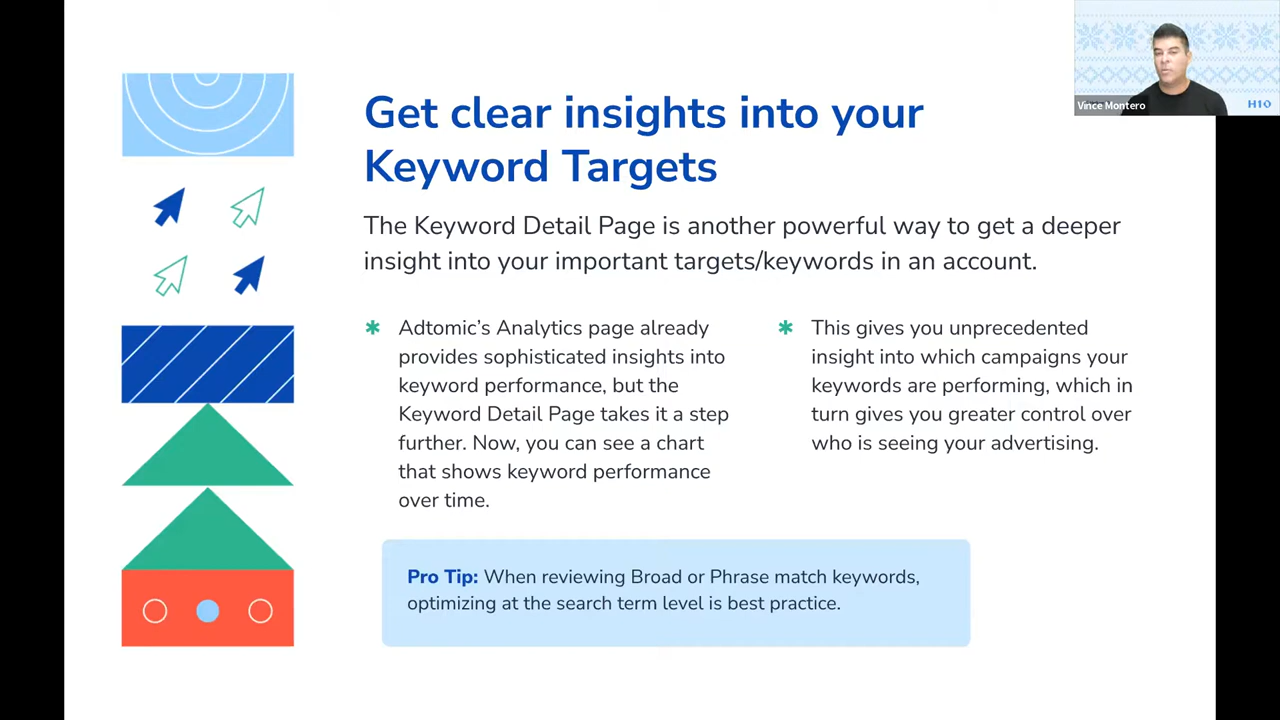 Get clear insights into your
Keyword Targets
The Keyword Detail Page is another powerful way to get a deeper
insight into your important targets/keywords in an account.
Adtomic's Analytics page already
provides sophisticated insights into
keyword performance, but the
Keyword Detail Page takes it a step
further. Now, you can see a chart
that shows keyword performance
over time.
This gives you unprecedented
insight into which campaigns your
keywords are performing, which in
turn gives you greater control over
who is seeing your advertising.
Pro Tip: When reviewing Broad or Phrase match keywords,
optimizing at the search term level is best practice.
Vince Montero
H10